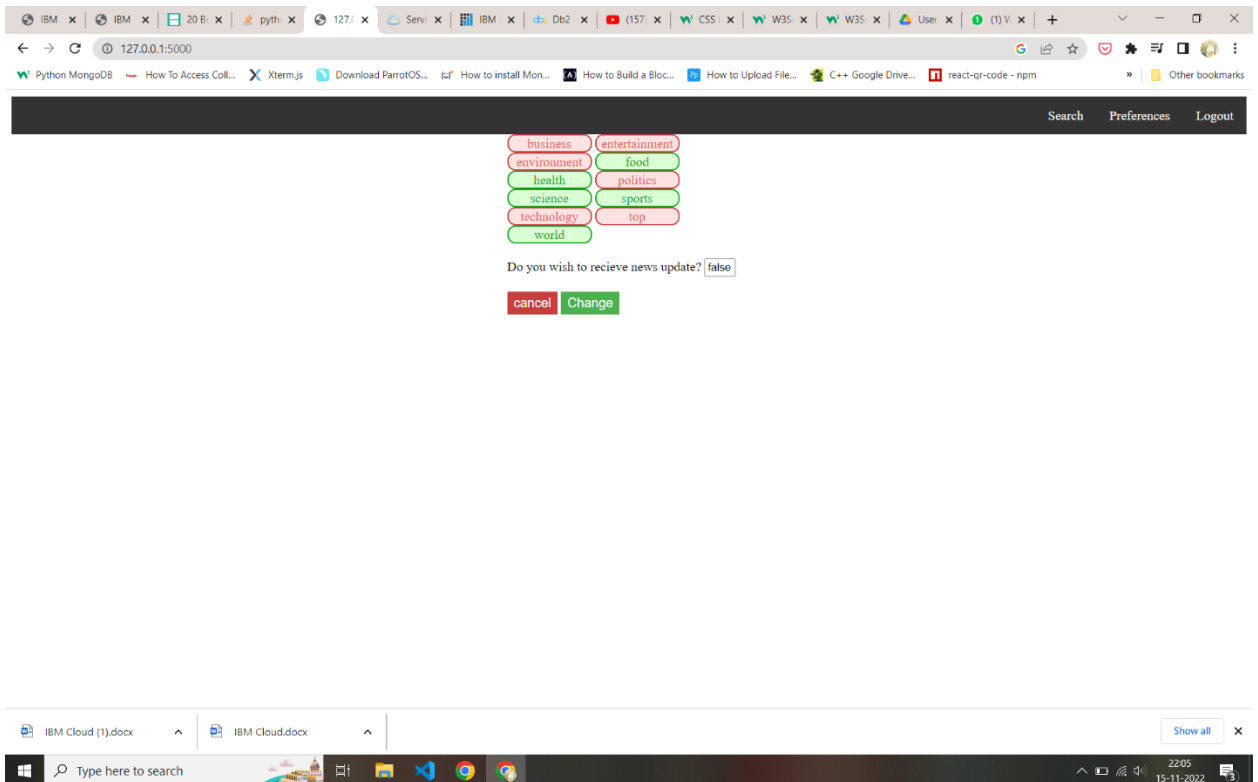 IBM IBM 20 Bo pyth 127.0 Servi IBM Db2 (157) CSS W3S W3S User (1) W
127.0.0.1:5000
Python MongoDB How To Access Coll... Xterm.js Download ParrotOS... How to install Mon... How to Build a Bloc... How to Upload File... C++ Google Drive... react-qr-code - npm » Other bookmarks
Search Preferences Logout
business entertainment
environment food
health politics
science sports
technology top
world
Do you wish to recieve news update? false
cancel Change
IBM Cloud (1).docx IBM Cloud.docx Show all
Type here to search 22:05
15-11-2022